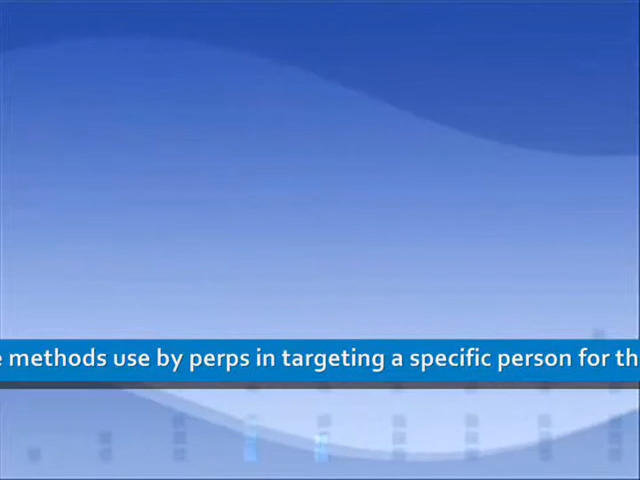 methods use by perps in targeting a specific person for th